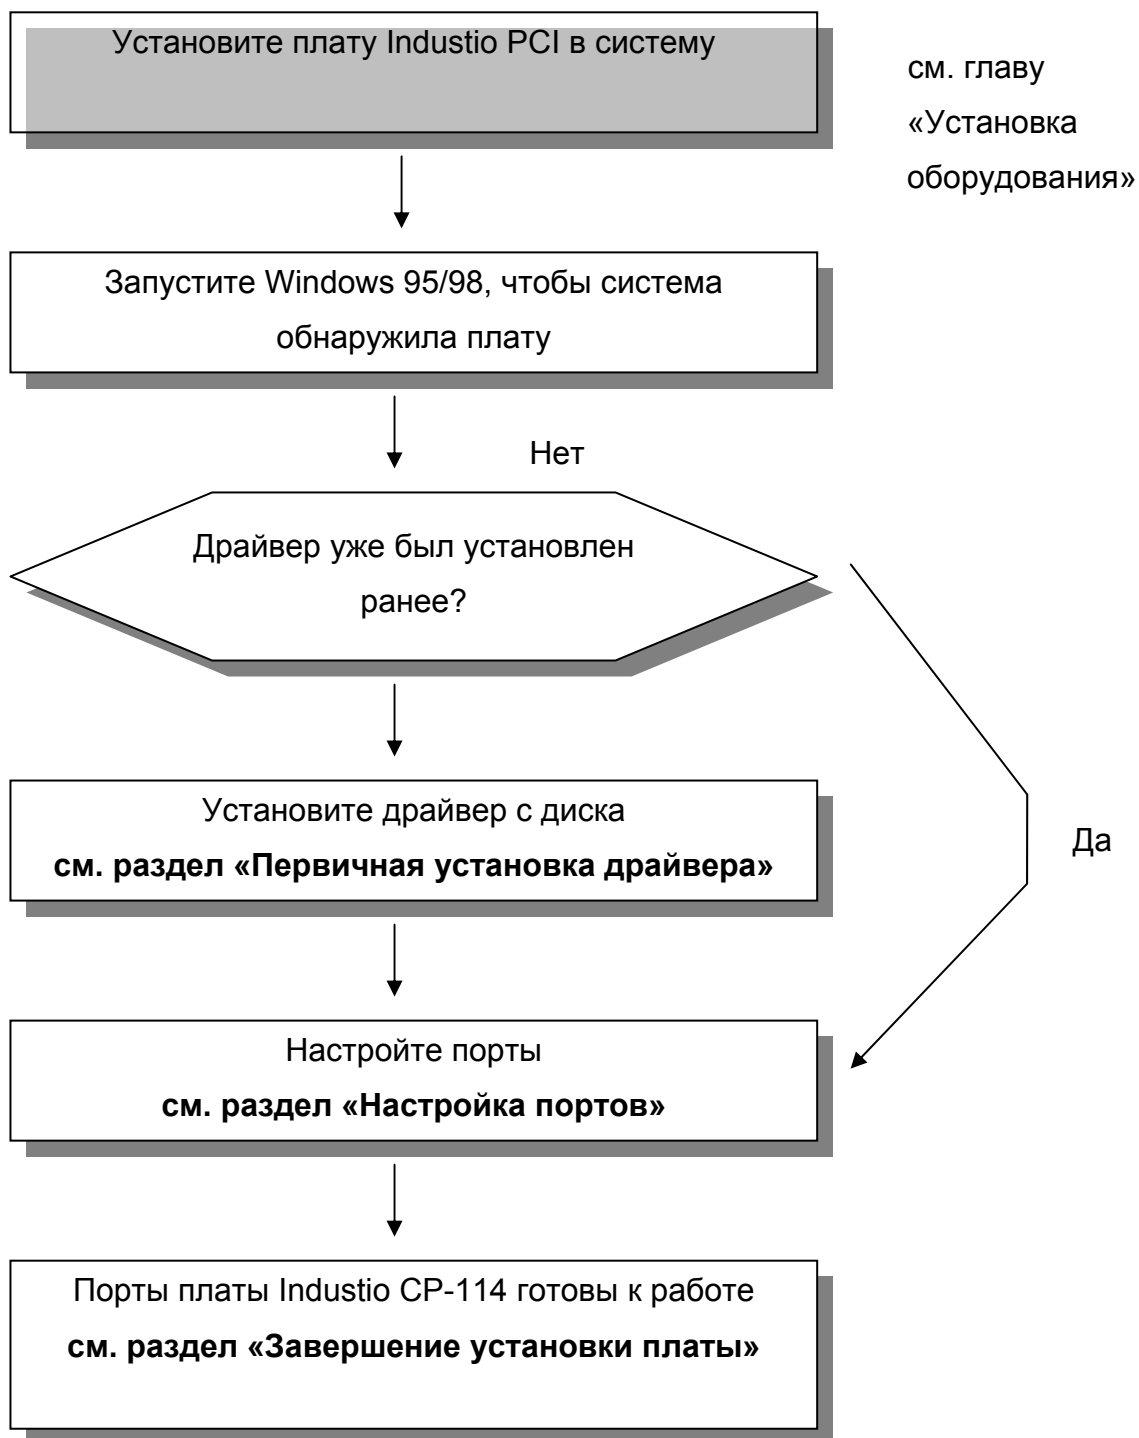 Установите плату Industio PCI в систему
см. главу
«Установка
оборудования»
Запустите Windows 95/98, чтобы система
обнаружила плату
Нет
Драйвер уже был установлен
ранее?
Установите драйвер с диска
см. раздел «Первичная установка драйвера»
Да
Настройте порты
см. раздел «Настройка портов»
Порты платы Industio CP-114 готовы к работе
см. раздел «Завершение установки платы»